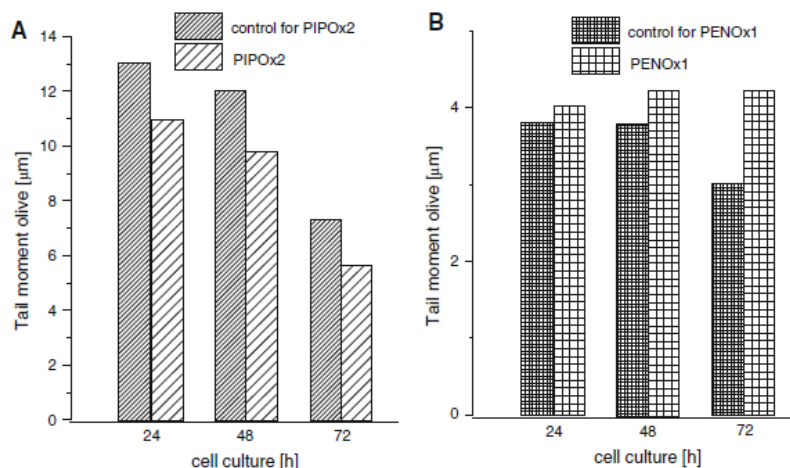 A
control for PIPOx2
PIPOx2
14
12
10
8
6
4
2
0
Tail moment olive [µm]
24 48 72
cell culture [h]
B
control for PENOx1
PENOx1
4
2
0
Tail moment olive [µm]
24 48 72
cell culture [h]